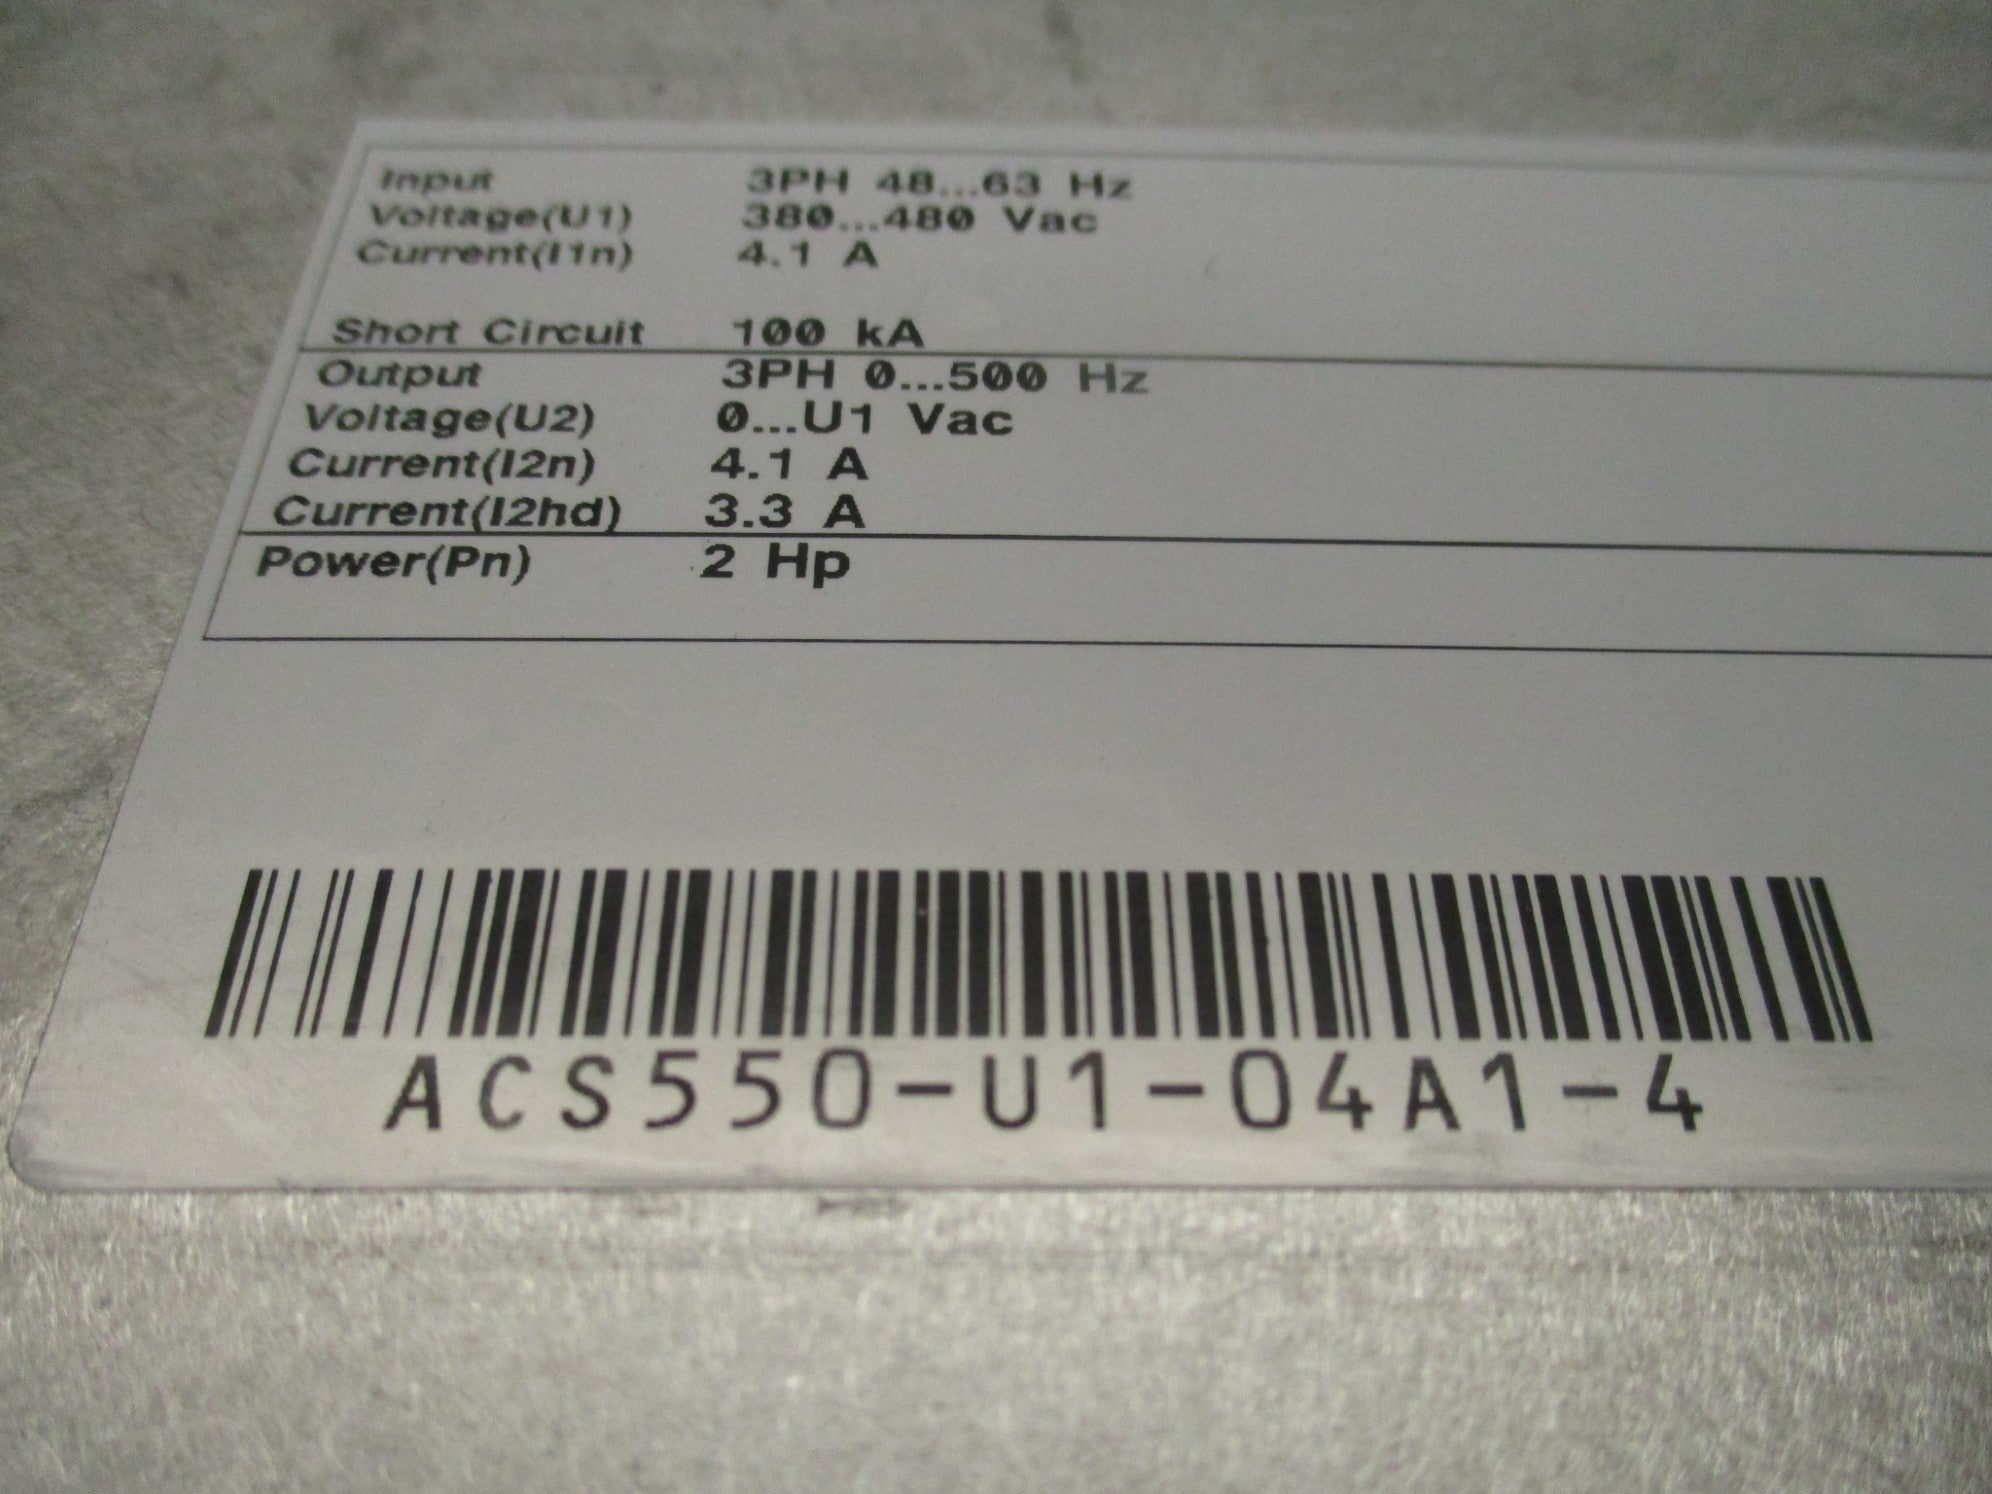 Input 3PH 48...63 Hz
Voltage(U1) 380...480 Vac
Current(I1n) 4.1 A
Short Circuit 100 kA
Output 3PH 0...500 Hz
Voltage(U2) 0...U1 Vac
Current(I2n) 4.1 A
Current(I2hd) 3.3 A
Power(Pn) 2 Hp
ACS550-U1-04A1-4